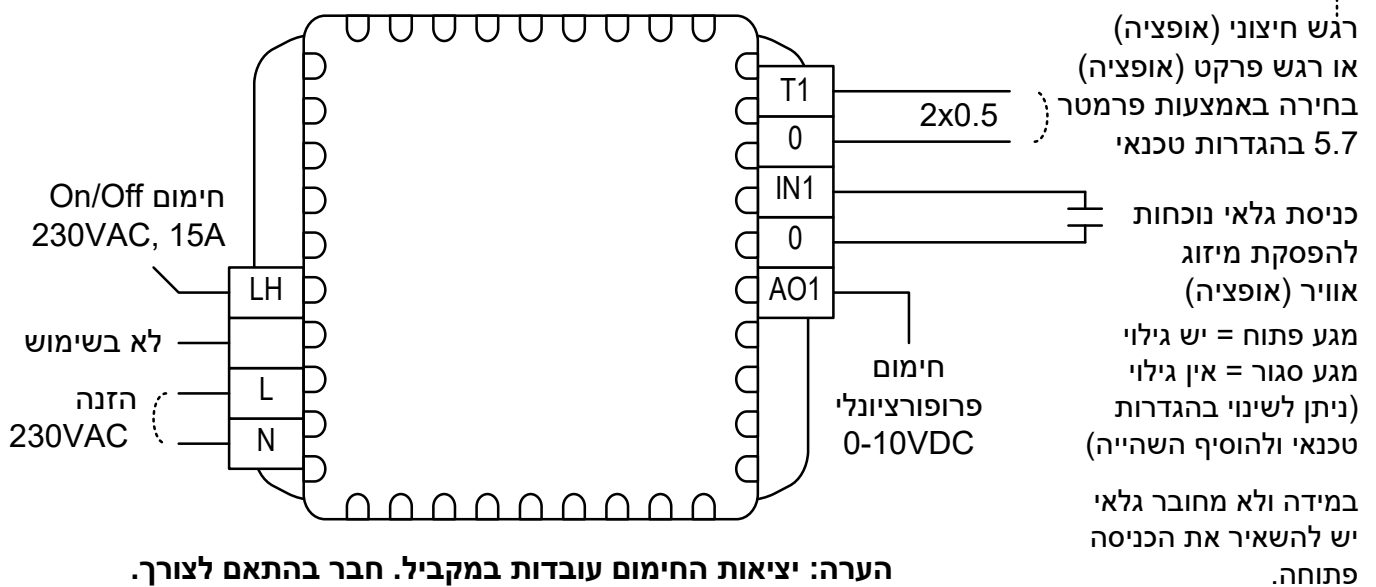 חימום On/Off
230VAC, 15A
LH
לא בשימוש
L
N
הזנה
230VAC
T1
0
IN1
0
AO1
2x0.5
רגש חיצוני (אופציה)
או רגש פרקט (אופציה)
בחירה באמצעות פרמטר
5.7 בהגדרות טכנאי
כניסת גלאי נוכחות
להפסקת מיזוג
אוויר (אופציה)
מגע פתוח = יש גילוי
מגע סגור = אין גילוי
(ניתן לשינוי בהגדרות
טכנאי ולהוסיף השהייה)
במידה ולא מחובר גלאי
יש להשאיר את הכניסה
פתוחה.
חימום
פרופורציונלי
0-10VDC
הערה: יציאות החימום עובדות במקביל. חבר בהתאם לצורך.